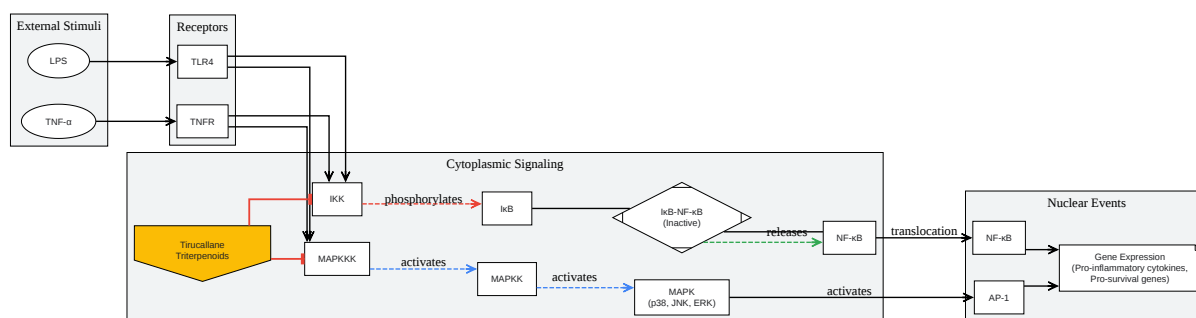 External Stimuli
LPS
TNF-α
Receptors
TLR4
TNFR
Cytoplasmic Signaling
IKK
phosphorylates
IκB
IκB-NF-κB
(Inactive)
releases
NF-κB
translocation
Tirucallane
Triterpenoids
MAPKKK
activates
MAPKK
activates
MAPK
(p38, JNK, ERK)
activates
Nuclear Events
NF-κB
AP-1
Gene Expression
(Pro-inflammatory cytokines,
Pro-survival genes)